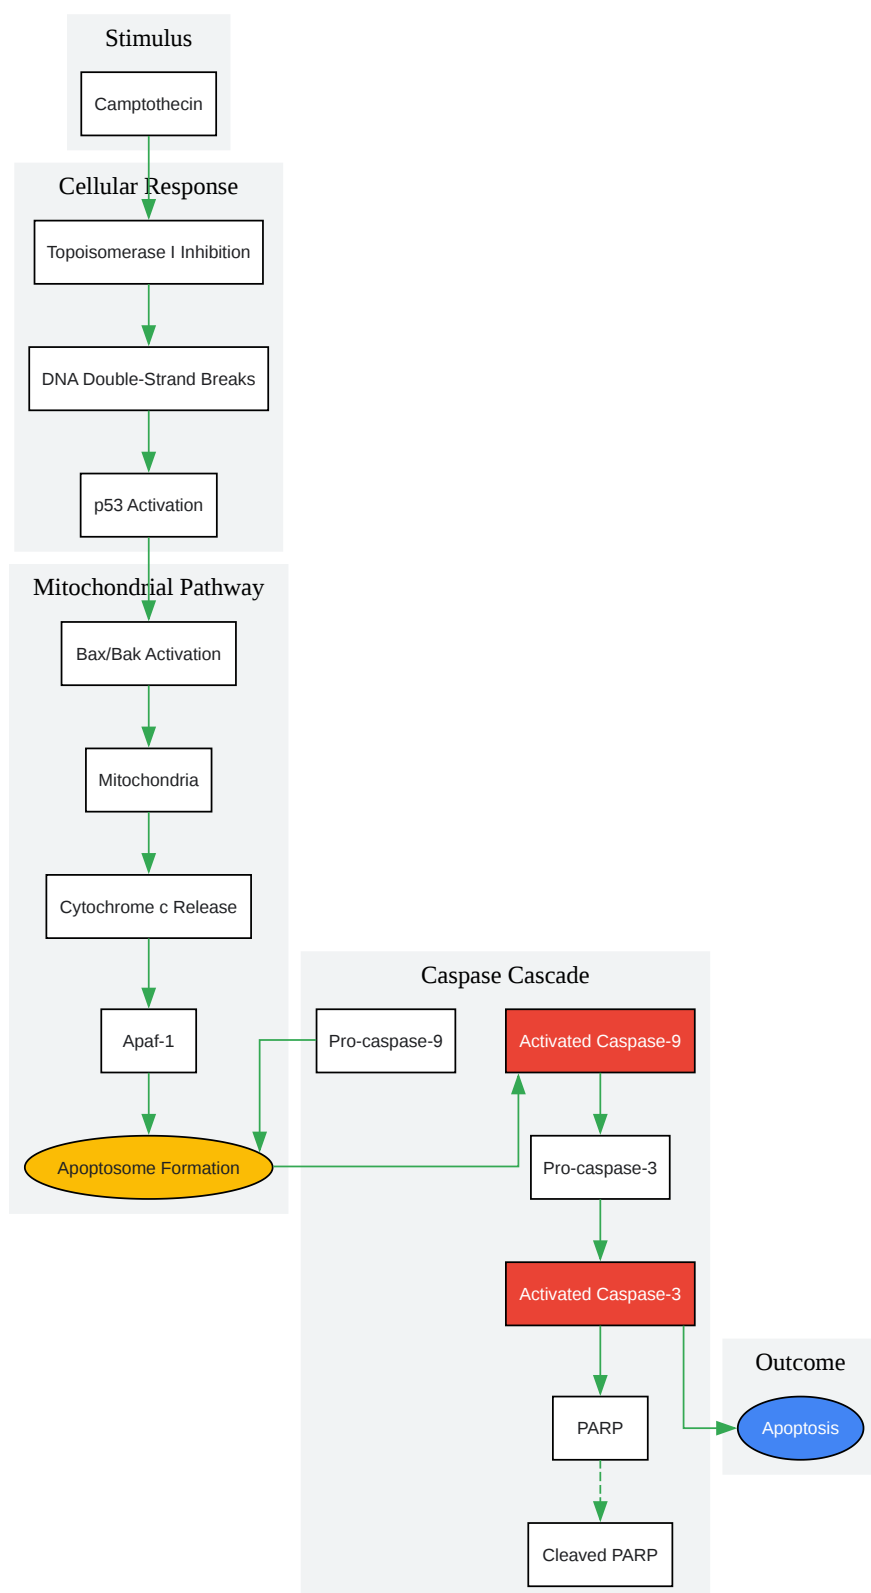 Stimulus
Camptothecin
Cellular Response
Topoisomerase I Inhibition
DNA Double-Strand Breaks
p53 Activation
Mitochondrial Pathway
Bax/Bak Activation
Mitochondria
Cytochrome c Release
Apaf-1
Apoptosome Formation
Caspase Cascade
Pro-caspase-9
Activated Caspase-9
Pro-caspase-3
Activated Caspase-3
PARP
Cleaved PARP
Outcome
Apoptosis